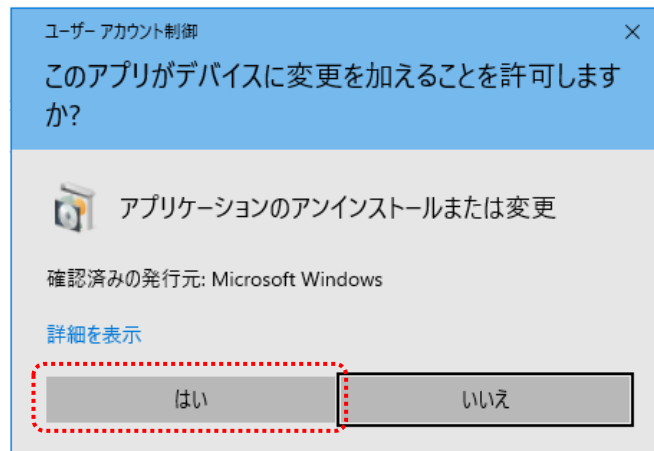 ユーザー アカウント制御
このアプリがデバイスに変更を加えることを許可します
か?
アプリケーションのアンインストールまたは変更
確認済みの発行元: Microsoft Windows
詳細を表示
はい
いいえ